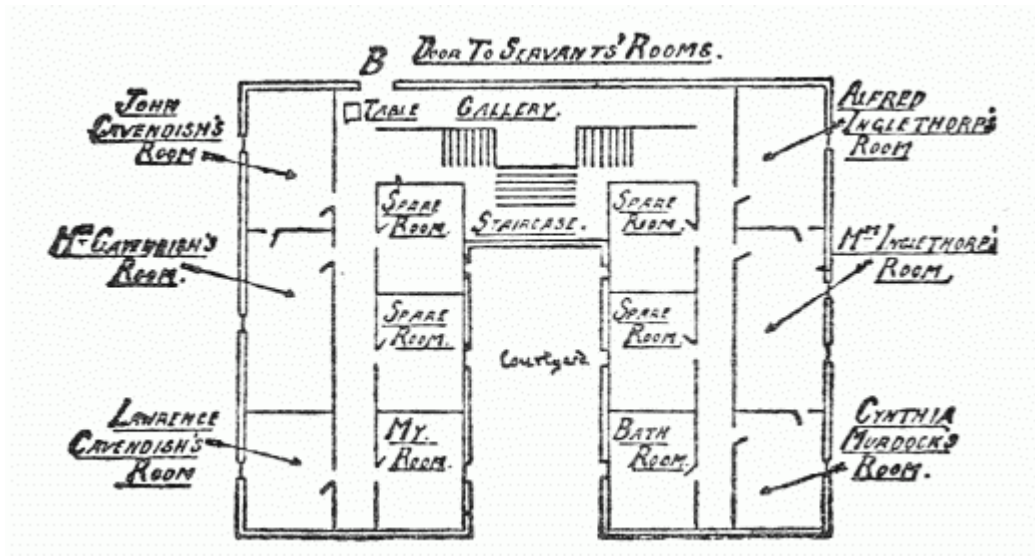 B DOOR TO SERVANTS' ROOMS.
JOHN
CAVENDISH'S
ROOM
TABLE GALLERY.
ALFRED
INGLETHORP'S
ROOM
SPARE
ROOM.
STAIRCASE.
SPARE
ROOM.
MRS CAVENDISH'S
ROOM.
MRS INGLETHORP'S
ROOM.
SPARE
ROOM.
Courtyard
SPARE
ROOM.
LAWRENCE
CAVENDISH'S
ROOM
MY.
ROOM.
BATH
ROOM.
CYNTHIA
MURDOCK'S
ROOM.